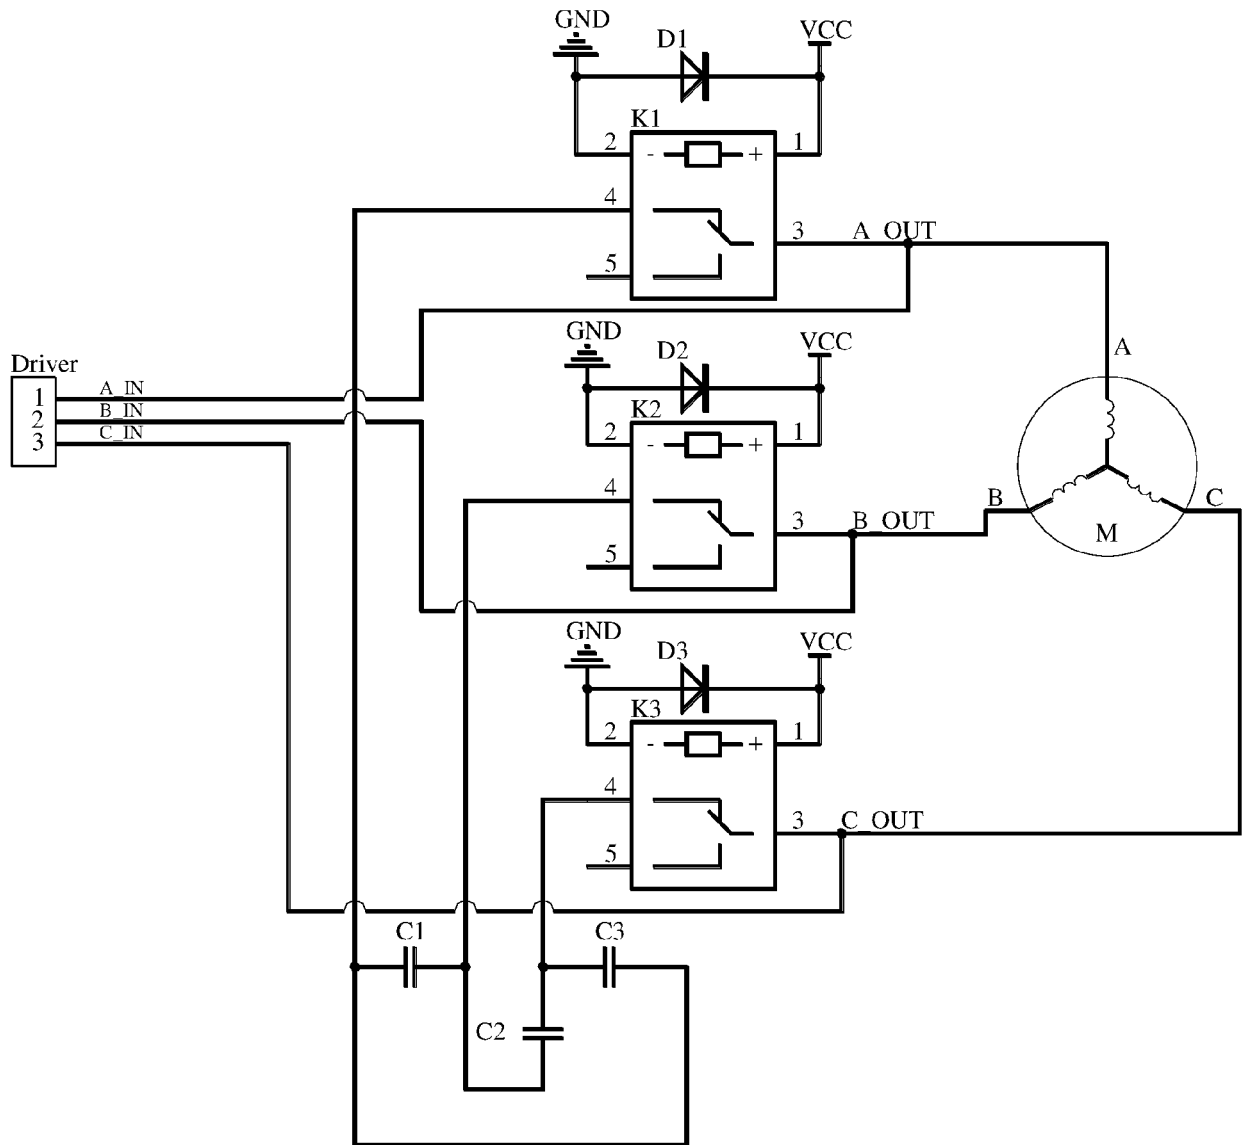 GND
D1
VCC
K1
2
-
+
1
4
3
A_OUT
5
GND
D2
VCC
A
Driver
1
A_IN
2
B_IN
3
C_IN
K2
2
-
+
1
4
B
C
3
B_OUT
M
5
GND
D3
VCC
K3
2
-
+
1
4
3
C_OUT
5
C1
C3
C2